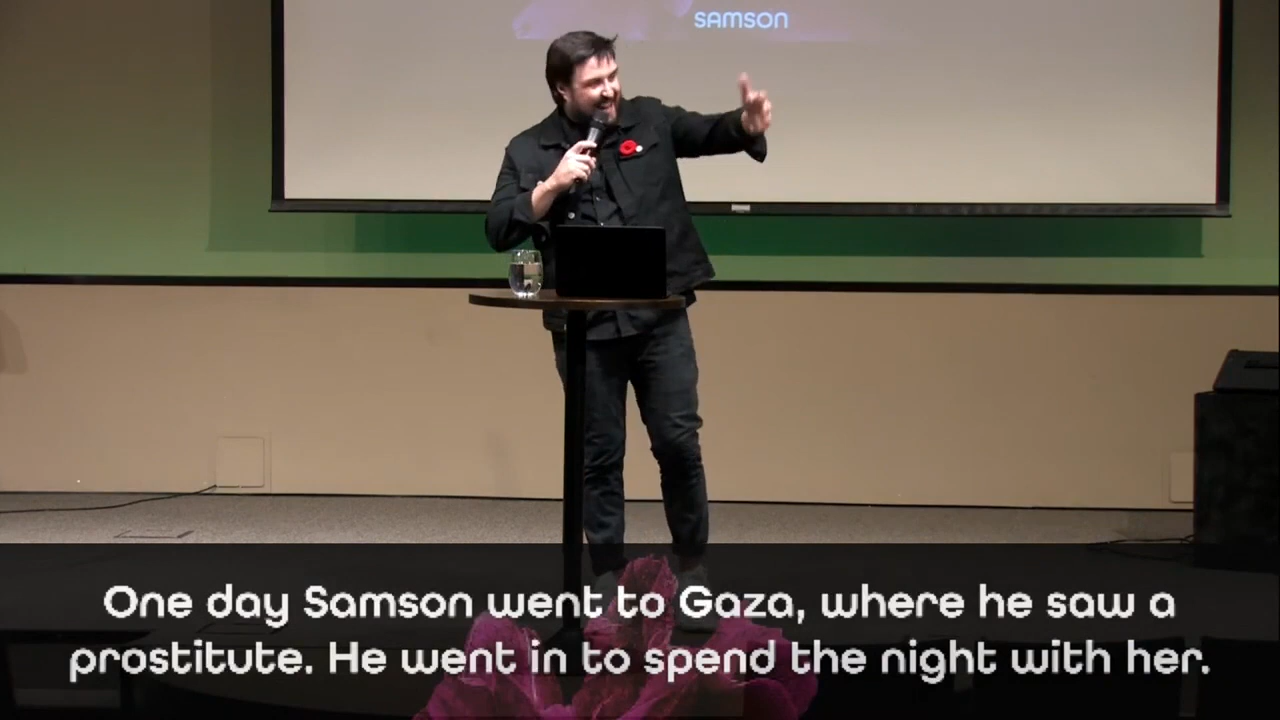 SAMSON
One day Samson went to Gaza, where he saw a
prostitute. He went in to spend the night with her.